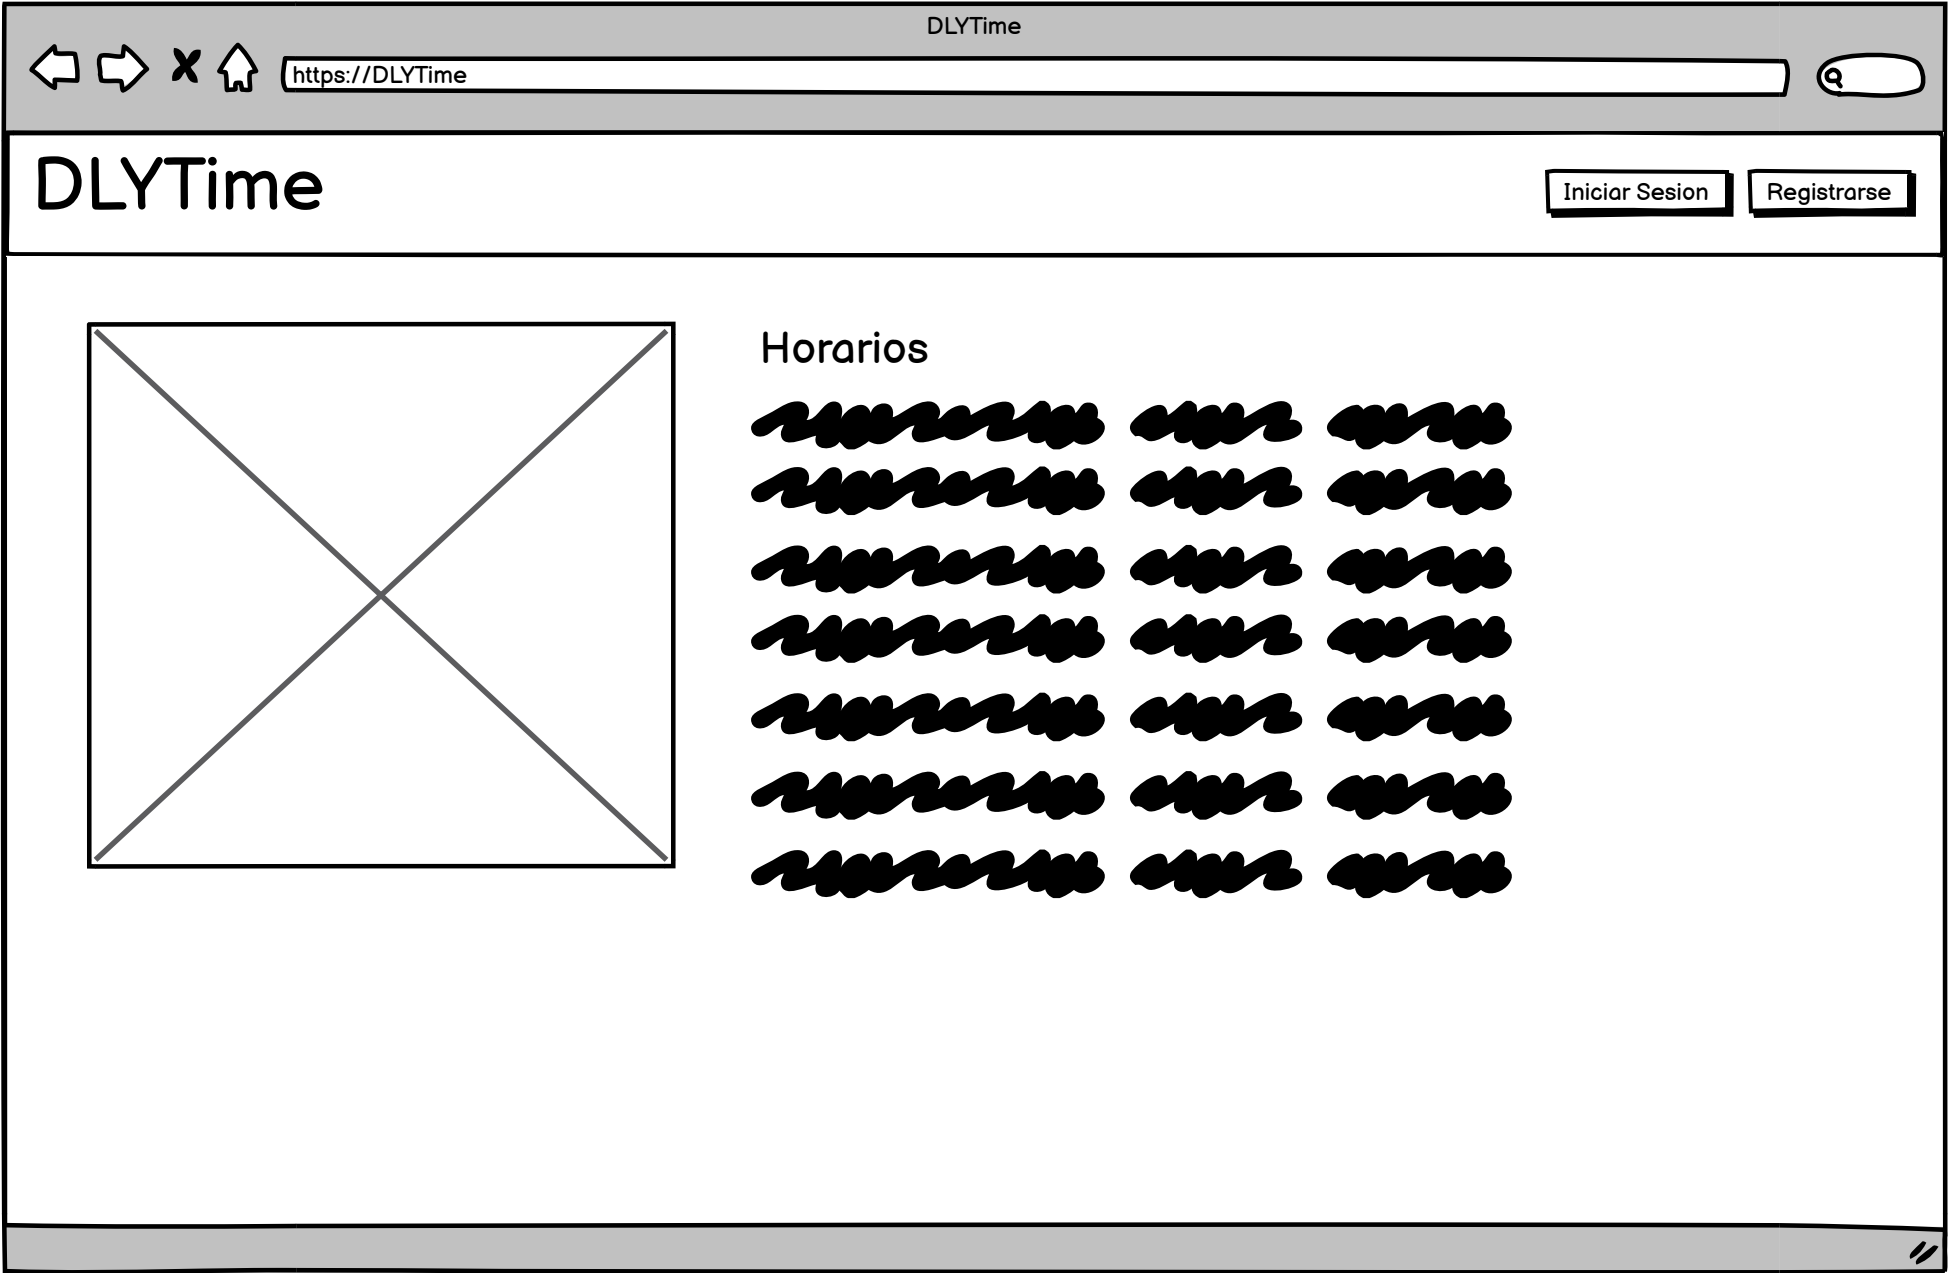 DLYTime
https://DLYTime
DLYTime
Iniciar Sesion
Registrarse
Horarios